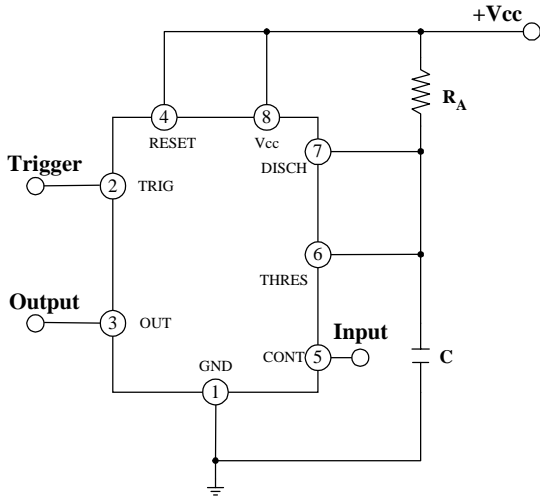 +Vcc
4
8
RESET
Vcc
R_A
7
DISCH
Trigger
2
TRIG
6
THRES
Output
3
OUT
Input
GND
CONT
5
C
1